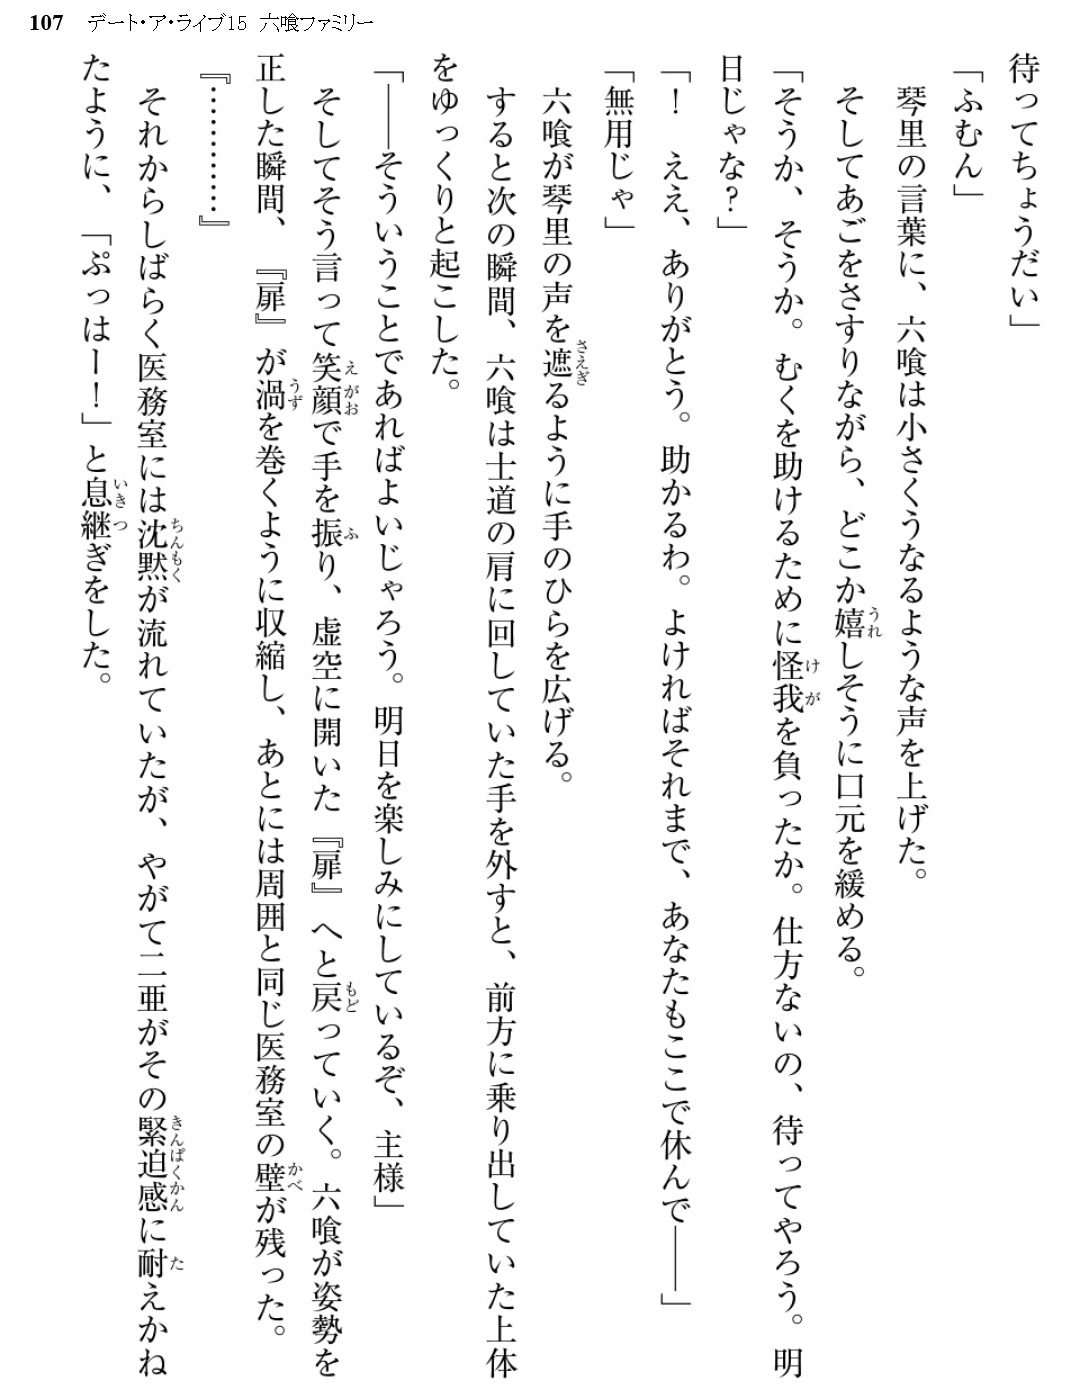 107 デート・ア・ライブ15 六喰ファミリー
待ってちょうだい」
「ふむん」
琴里の言葉に、六喰は小さくうなるような声を上げた。
そしてあごをさすりながら、どこか嬉しそうに口元を緩める。
「そうか、そうか。むくを助けるために怪我を負ったか。仕方ないの、待ってやろう。明
日じゃな?」
「! ええ、ありがとう。助かるわ。よければそれまで、あなたもここで休んで――」
「無用じゃ」
六喰が琴里の声を遮るように手のひらを広げる。
すると次の瞬間、六喰は士道の肩に回していた手を外すと、前方に乗り出していた上体
をゆっくりと起こした。
「――そういうことであればよいじゃろう。明日を楽しみにしているぞ、主様」
そしてそう言って笑顔で手を振り、虚空に開いた『扉』へと戻っていく。六喰が姿勢を
正した瞬間、『扉』が渦を巻くように収縮し、あとには周囲と同じ医務室の壁が残った。
『…………』
それからしばらく医務室には沈黙が流れていたが、やがて二亜がその緊迫感に耐えかね
たように、「ぷっはー!」と息継ぎをした。